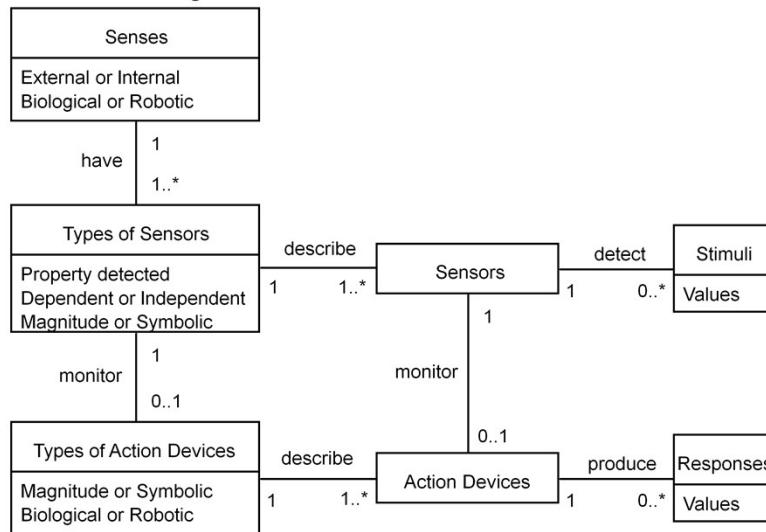 Senses
External or Internal
Biological or Robotic
1
have
1..*
Types of Sensors
Property detected
Dependent or Independent
Magnitude or Symbolic
describe
1
1..*
Sensors
detect
1
0..*
Stimuli
Values
1
monitor
0..1
1
monitor
0..1
Types of Action Devices
Magnitude or Symbolic
Biological or Robotic
describe
1
1..*
Action Devices
produce
1
0..*
Responses
Values